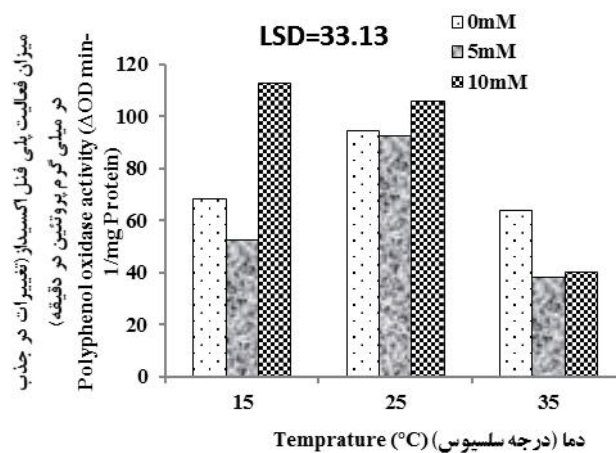 LSD=33.13
0mM
5mM
10mM
میزان فعالیت پلی فنل اکسیداز (تغییرات در جذب
در میلی گرم پروتئین در دقیقه)
Polyphenol oxidase activity (ΔOD min-
1/mg Protein)
120
100
80
60
40
20
0
15 25 35
Temprature (°C) دما (درجه سلسیوس)